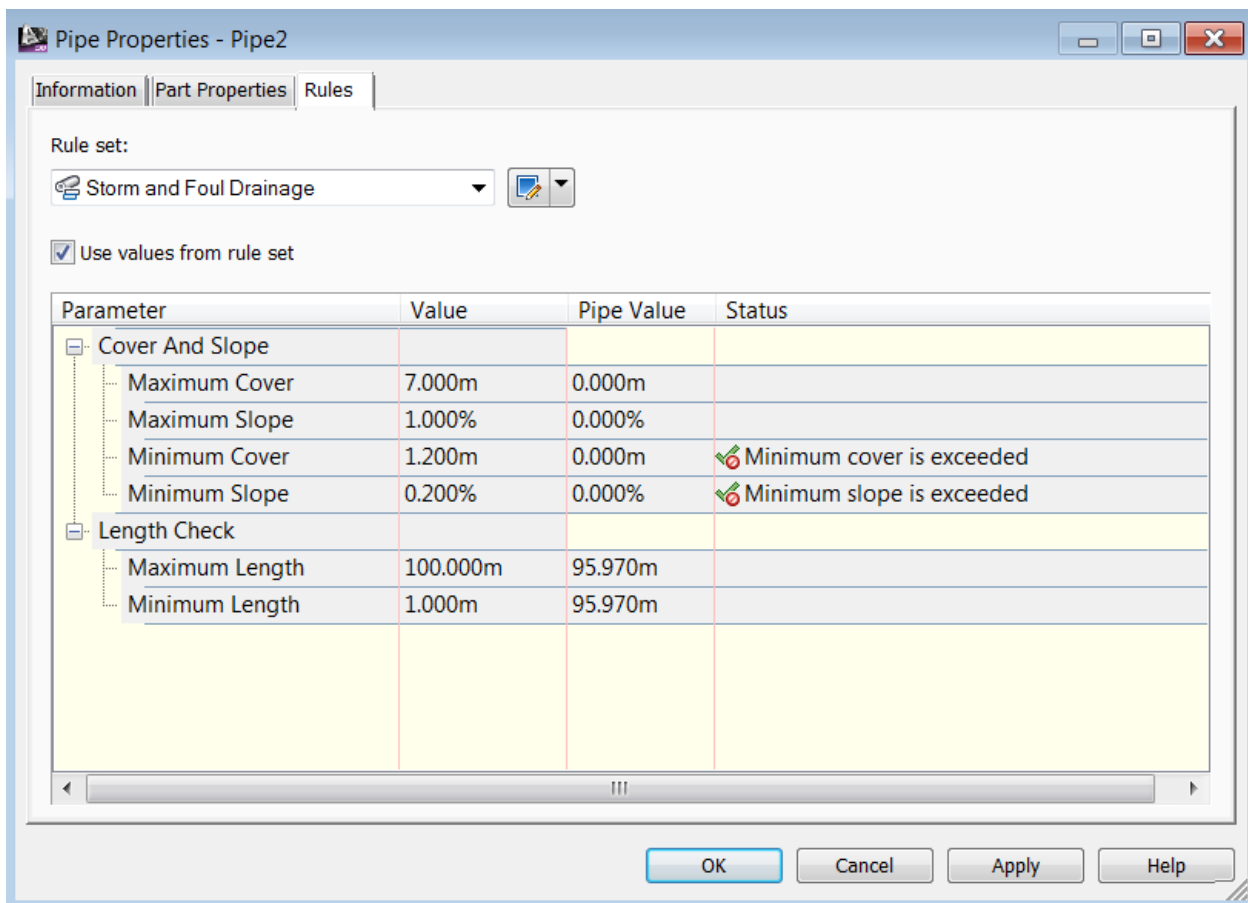 Pipe Properties - Pipe2
Information Part Properties Rules
Rule set:
Storm and Foul Drainage
Use values from rule set
Parameter Value Pipe Value Status
Cover And Slope
Maximum Cover 7.000m 0.000m
Maximum Slope 1.000% 0.000%
Minimum Cover 1.200m 0.000m Minimum cover is exceeded
Minimum Slope 0.200% 0.000% Minimum slope is exceeded
Length Check
Maximum Length 100.000m 95.970m
Minimum Length 1.000m 95.970m
OK Cancel Apply Help